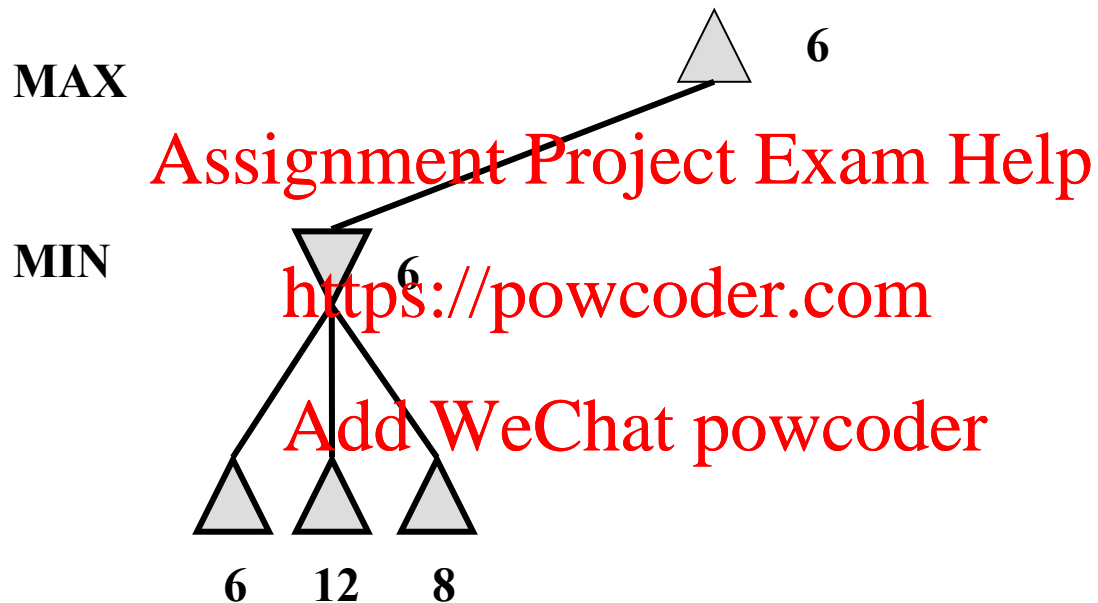 6
MAX
Assignment Project Exam Help
MIN
6
https://powcoder.com
Add WeChat powcoder
6 12 8